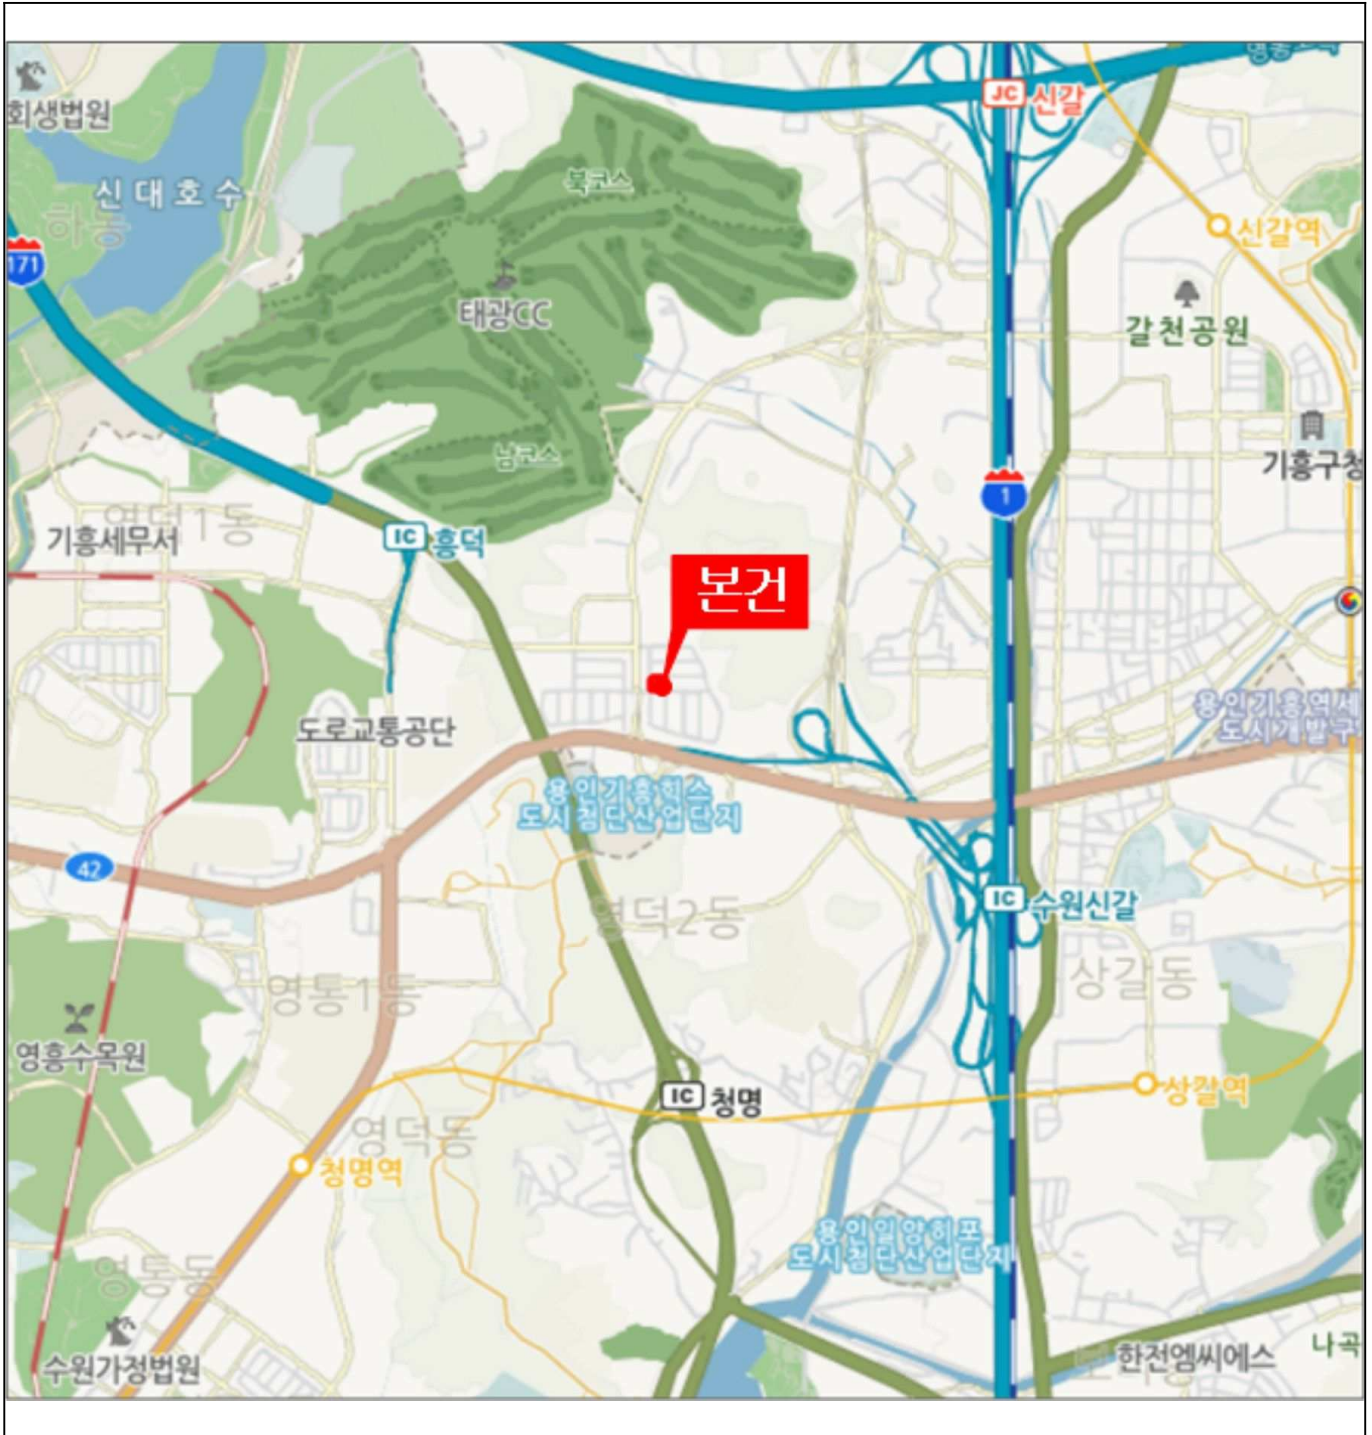 JC 신갈
회생법원
북코스
신대호수
하동
171
신갈역
태광CC
갈천공원
기흥구청
남코스
1
영덕1동
기흥세무서
IC 흥덕
본건
도로교통공단
용인기흥역세
도시개발구
용인기흥힉스
도시첨단산업단지
42
영덕2동
IC 수원신갈
상갈동
영통1동
영흥수목원
IC 청명
상갈역
영덕동
청명역
용인일양히포
도시첨단산업단지
영통동
수원가정법원
한전엠씨에스
나곡